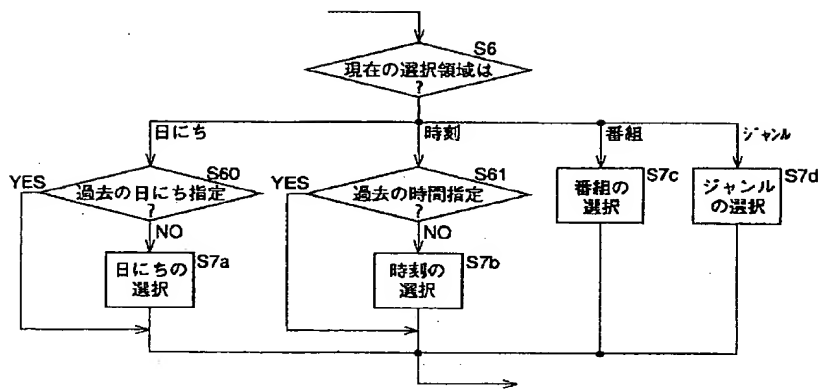 S6
現在の選択領域は
?
日にち
時刻
番組
ジャンル
YES
S60
過去の日にち指定
?
NO
YES
S61
過去の時間指定
?
NO
S7c
番組の
選択
S7d
ジャンル
の選択
S7a
日にちの
選択
S7b
時刻の
選択